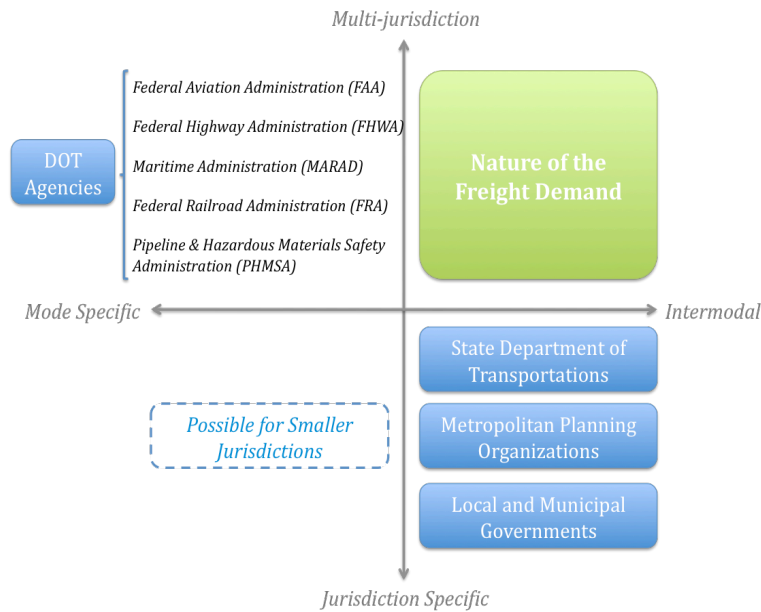 Multi-jurisdiction
Federal Aviation Administration (FAA)
Federal Highway Administration (FHWA)
DOT
Agencies
Maritime Administration (MARAD)
Federal Railroad Administration (FRA)
Pipeline & Hazardous Materials Safety
Administration (PHMSA)
Nature of the
Freight Demand
Mode Specific
Intermodal
State Department of
Transportations
Possible for Smaller
Jurisdictions
Metropolitan Planning
Organizations
Local and Municipal
Governments
Jurisdiction Specific